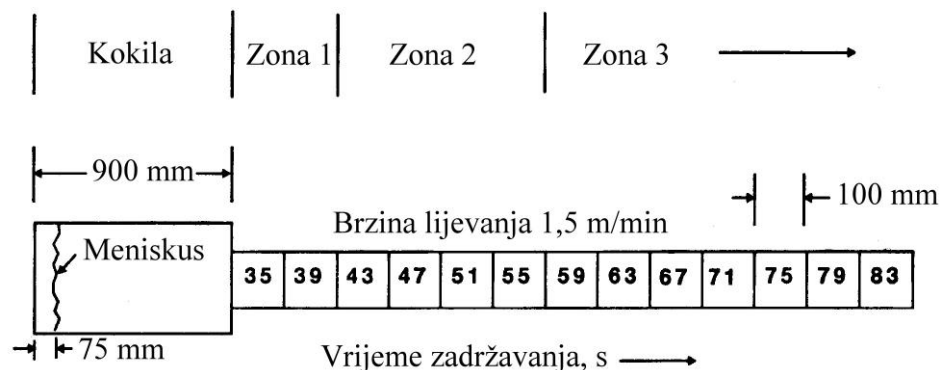 Kokila Zona 1 Zona 2 Zona 3
900 mm
100 mm
Brzina lijevanja 1,5 m/min
Meniskus
35 39 43 47 51 55 59 63 67 71 75 79 83
75 mm
Vrijeme zadržavanja, s